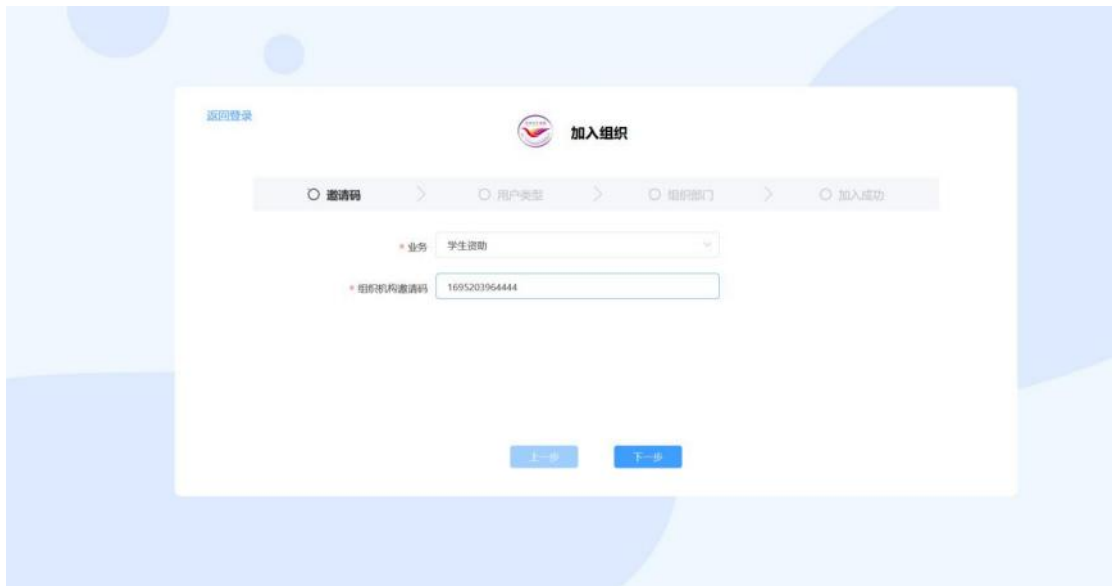 返回登录
加入组织
邀请码
用户类型
组织部门
加入成功
* 业务 学生资助
* 组织机构邀请码 1695203964444
上一步
下一步